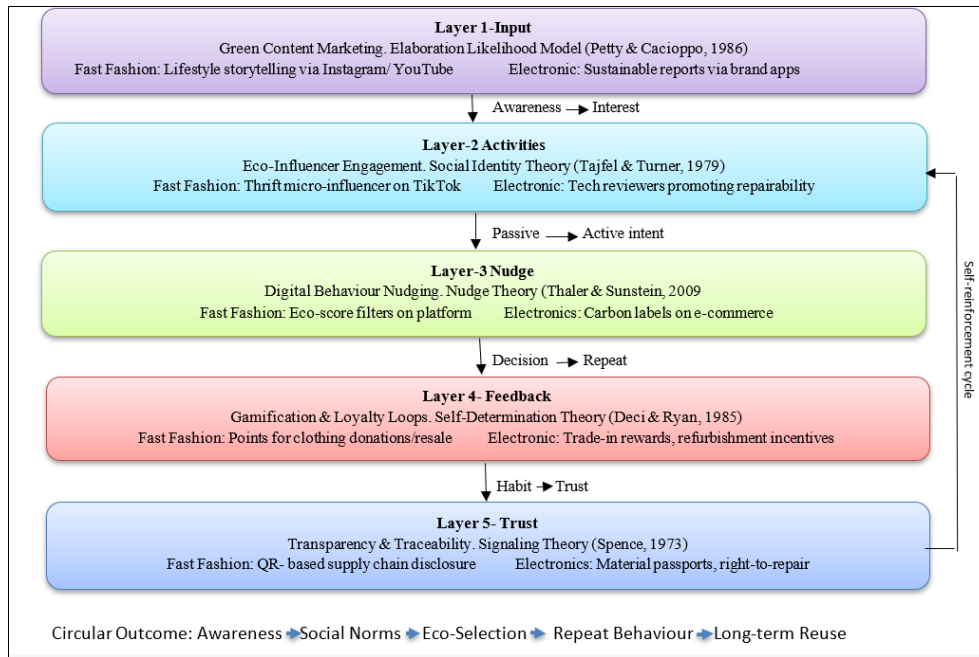 Layer 1-Input
Green Content Marketing. Elaboration Likelihood Model (Petty & Cacioppo, 1986)
Fast Fashion: Lifestyle storytelling via Instagram/ YouTube Electronic: Sustainable reports via brand apps
Awareness Interest
Layer-2 Activities
Eco-Influencer Engagement. Social Identity Theory (Tajfel & Turner, 1979)
Fast Fashion: Thrift micro-influencer on TikTok Electronic: Tech reviewers promoting repairability
Passive Active intent
Layer-3 Nudge
Digital Behaviour Nudging. Nudge Theory (Thaler & Sunstein, 2009
Fast Fashion: Eco-score filters on platform Electronics: Carbon labels on e-commerce
Decision Repeat
Layer 4- Feedback
Gamification & Loyalty Loops. Self-Determination Theory (Deci & Ryan, 1985)
Fast Fashion: Points for clothing donations/resale Electronic: Trade-in rewards, refurbishment incentives
Habit Trust
Layer 5- Trust
Transparency & Traceability. Signaling Theory (Spence, 1973)
Fast Fashion: QR- based supply chain disclosure Electronics: Material passports, right-to-repair
Self-reinforcement cycle
Circular Outcome: Awareness Social Norms Eco-Selection Repeat Behaviour Long-term Reuse